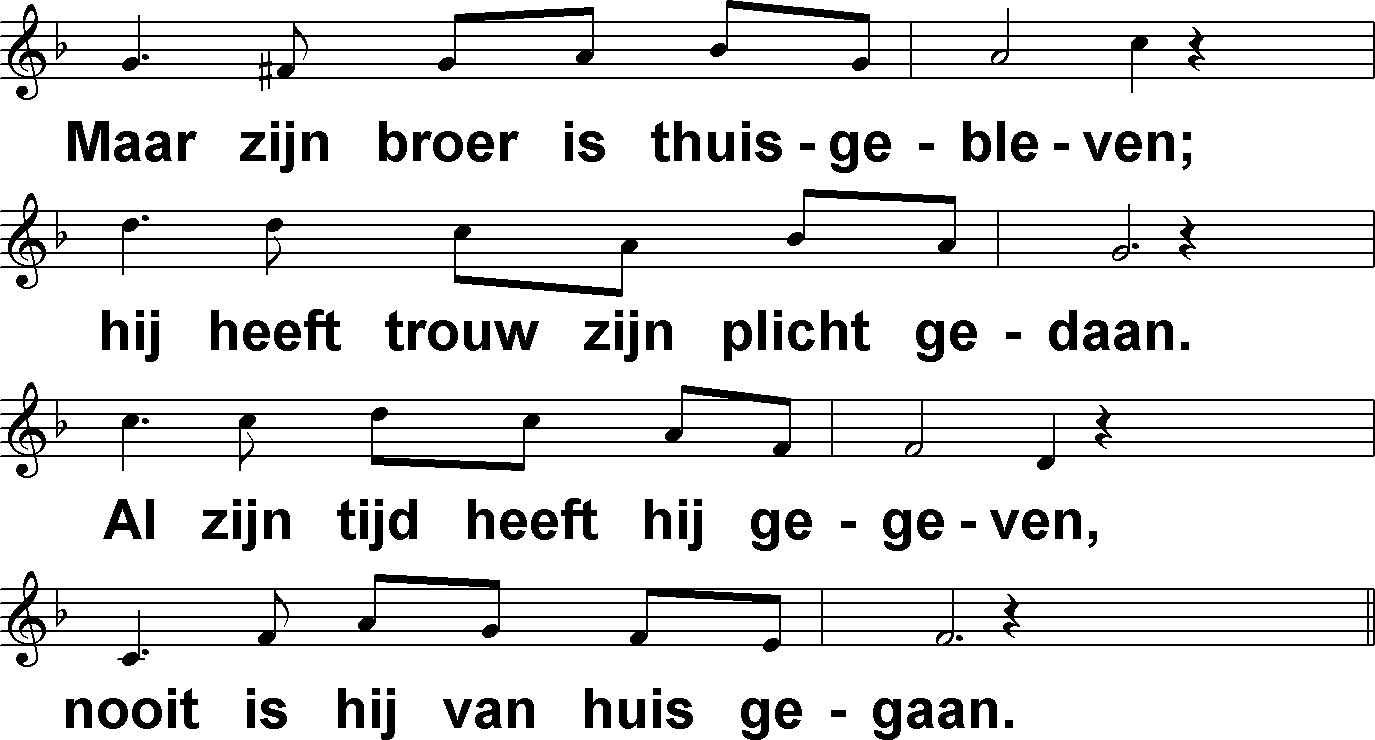 Maar zijn broer is thuis - ge - ble - ven;
hij heeft trouw zijn plicht ge - daan.
Al zijn tijd heeft hij ge - ge - ven,
nooit is hij van huis ge - gaan.